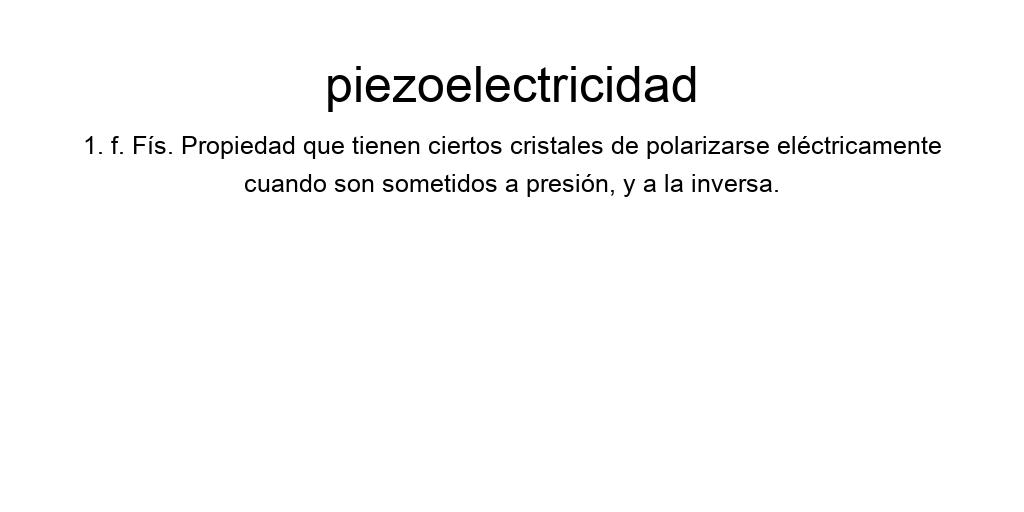 piezoelectricidad
1. f. Fís. Propiedad que tienen ciertos cristales de polarizarse eléctricamente
cuando son sometidos a presión, y a la inversa.